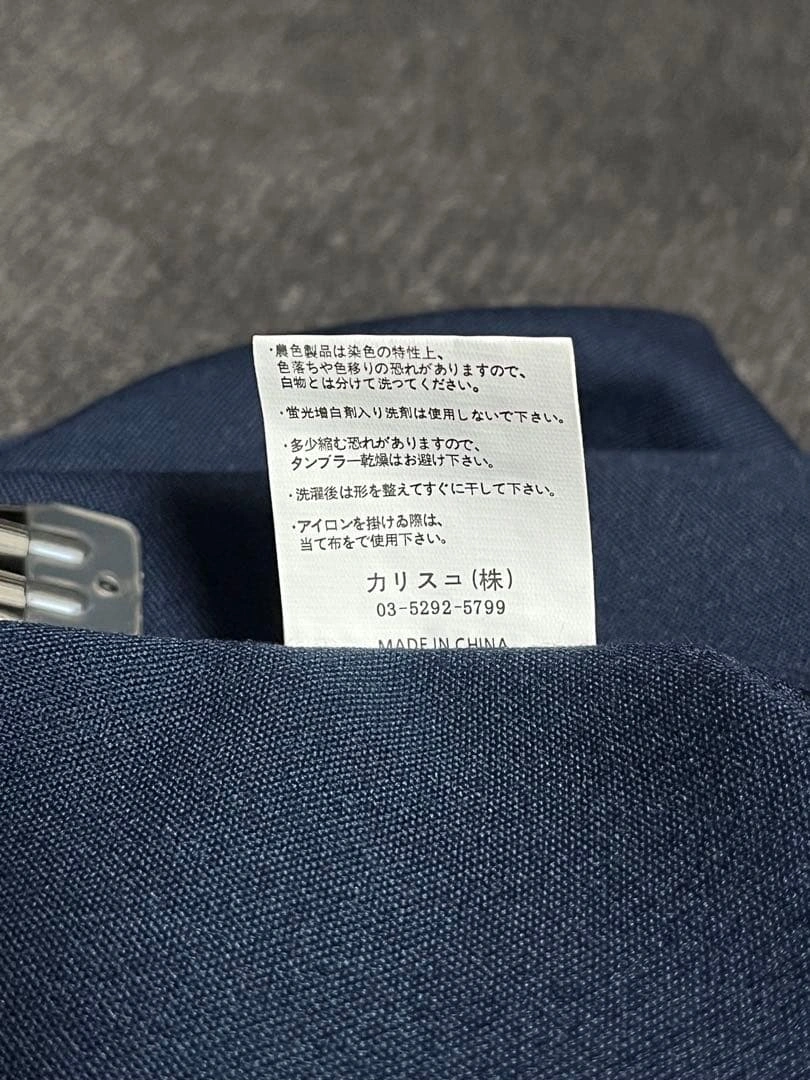 ・農色製品は染色の特性上、
色落ちや色移りの恐れがありますので、
白物とは分けて洗つてください。
・蛍光増白剤入り洗剤は使用しないで下さい。
・多少縮む恐れがありますので、
タンブラー乾燥はお避け下さい。
・洗濯後は形を整えてすぐに干して下さい。
・アイロンを掛けゐ際は、
当て布をで使用下さい。
カリスコ(株)
03-5292-5799
MADE IN CHINA